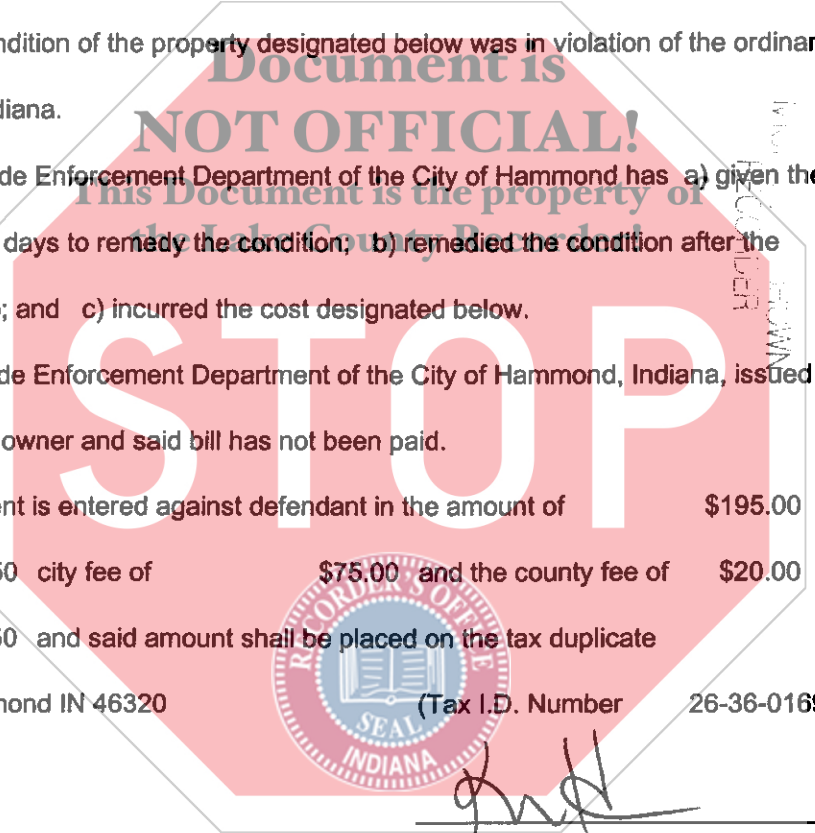 ndition of the property designated below was in violation of the ordinar
Document is
diana.
NOT OFFICIAL!
de Enforcement Department of the City of Hammond has a) given the
This Document is the property of
days to remedy the condition; b) remedied the condition after the
the Lake County Recorder!
; and c) incurred the cost designated below.
RECORDER
STOP
de Enforcement Department of the City of Hammond, Indiana, issued
owner and said bill has not been paid.
nt is entered against defendant in the amount of $195.00
50 city fee of $75.00 and the county fee of $20.00
50 and said amount shall be placed on the tax duplicate
RECORDER'S OFFICE
SEAL
INDIANA
mond IN 46320 (Tax I.D. Number 26-36-0169